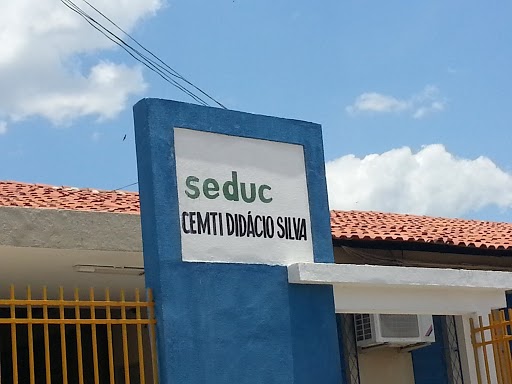 seduc
CEMTI DIDÁCIO SILVA